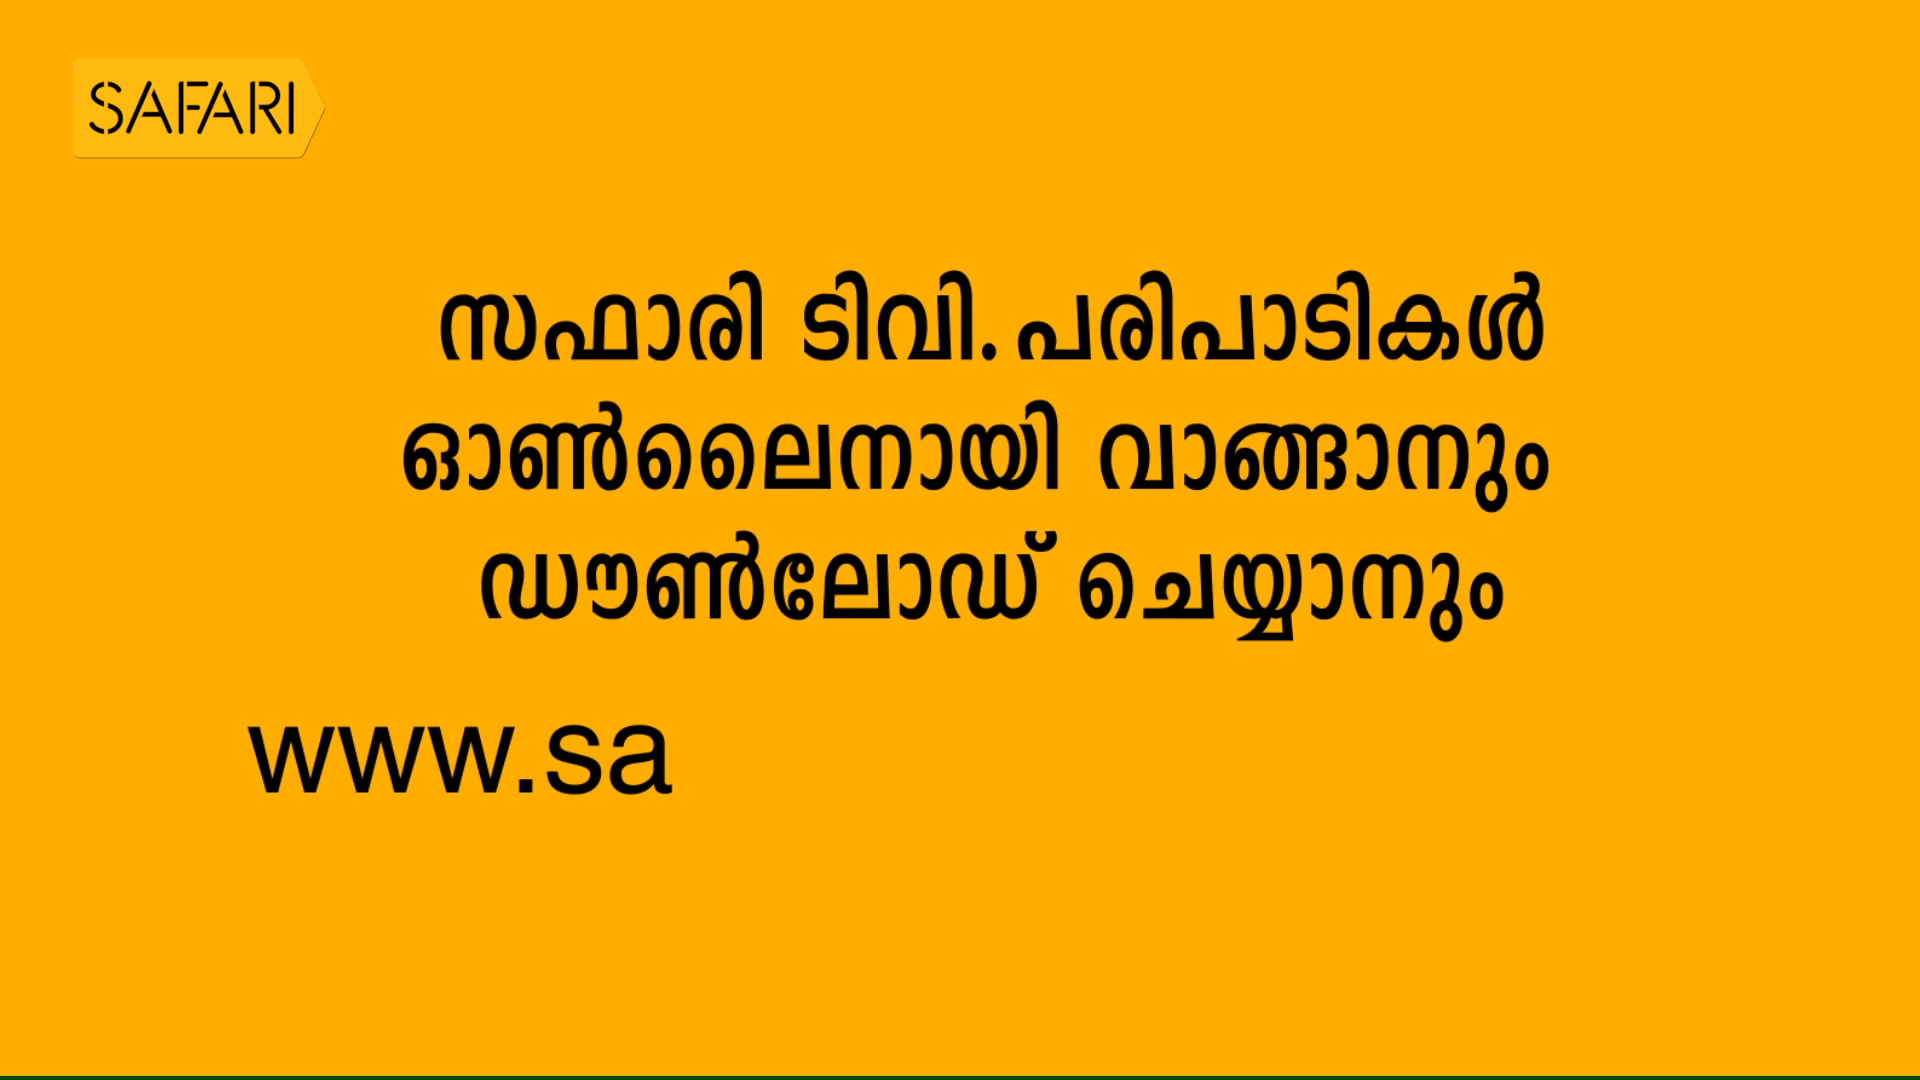 SAFARI
സഫാരി ടിവി. പരിപാടികൾ
ഓൺലൈനായി വാങ്ങാനും
ഡൗൺലോഡ് ചെയ്യാനും
www.sa